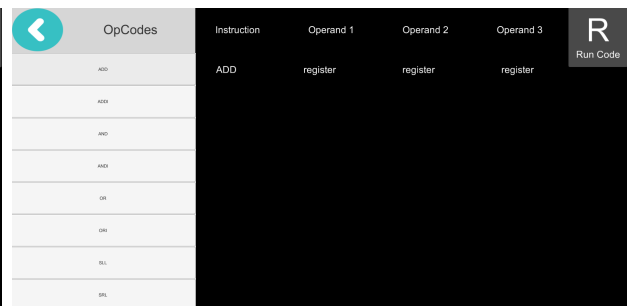 OpCodes
ADD
ADDI
AND
ANDI
OR
ORI
SLL
SRL
Instruction Operand 1 Operand 2 Operand 3
ADD register register register
R
Run Code